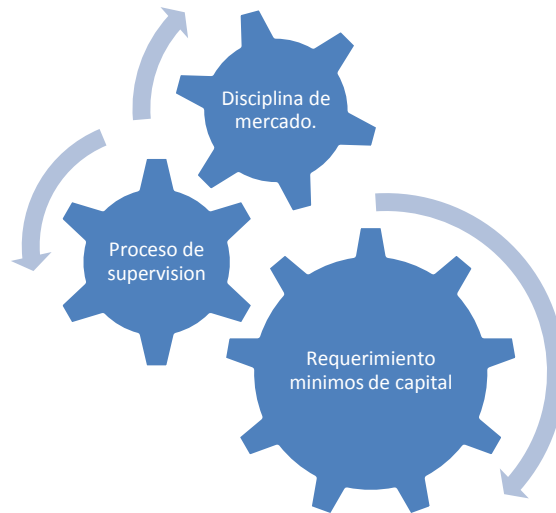 Disciplina de
mercado.
Proceso de
supervision
Requerimiento
minimos de capital